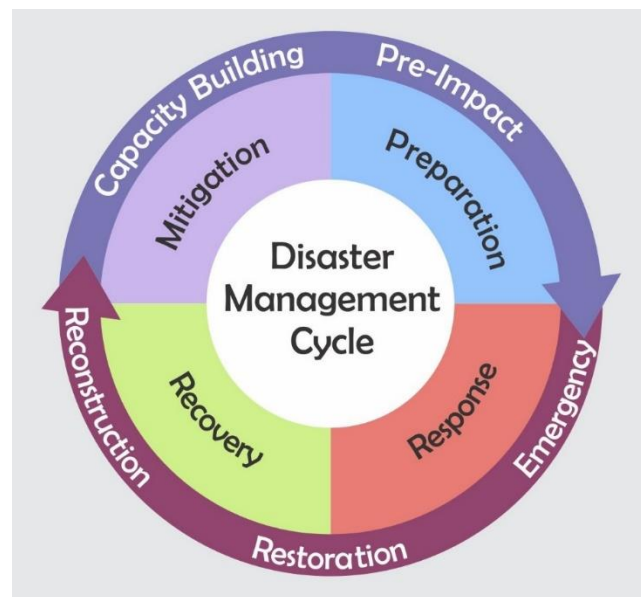 Capacity Building
Pre-Impact
Mitigation
Preparation
Disaster
Management
Cycle
Reconstruction
Recovery
Response
Emergency
Restoration